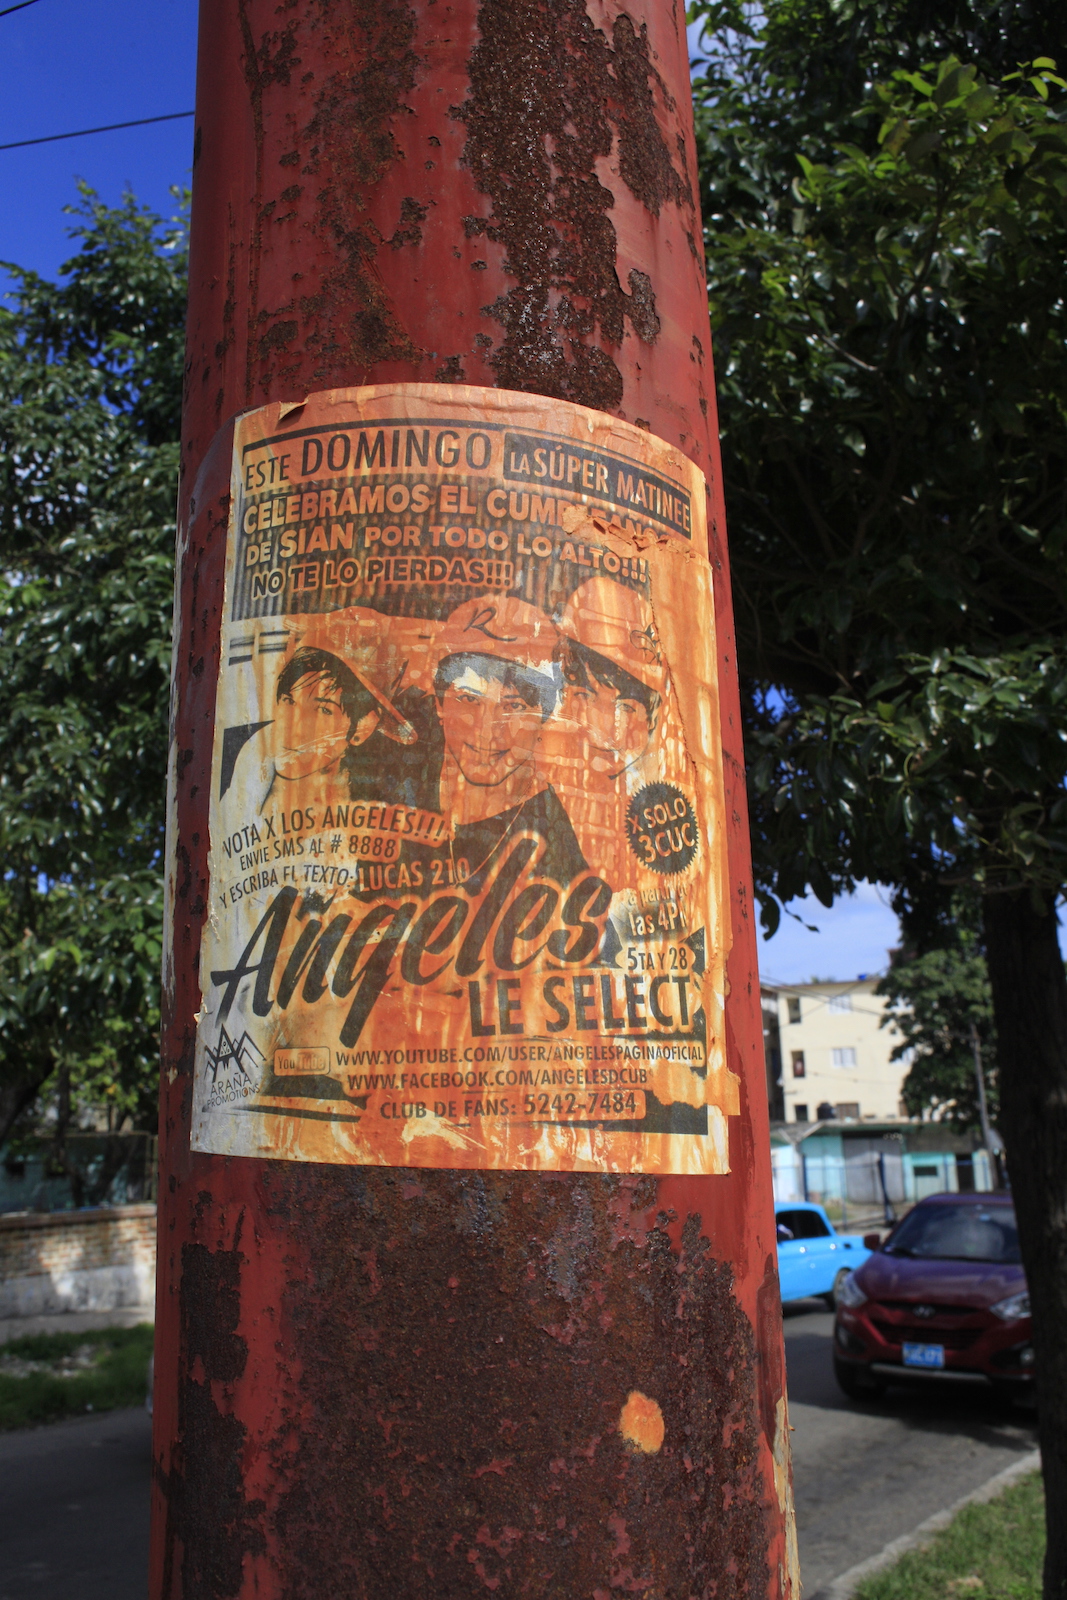 ESTE DOMINGO LA SÚPER MATINEE
CELEBRAMOS EL
DE SIAN POR TODO LO ALTO!!!
NO TE LO PIERDAS!!!
R
VOTA X LOS ANGELES!!!
ENVIE SMS AL # 8888
Y ESCRIBA EL TEXTO: LUCAS 210
X SOLO
3CUC
las 4PM
Angeles
5TA Y 28
LE SELECT
ARAÑA
PROMOTIONS
YouTube WWW.YOUTUBE.COM/USER/ANGELESPAGINAOFICIAL
WWW.FACEBOOK.COM/ANGELESDCUB
CLUB DE FANS: 5242-7484